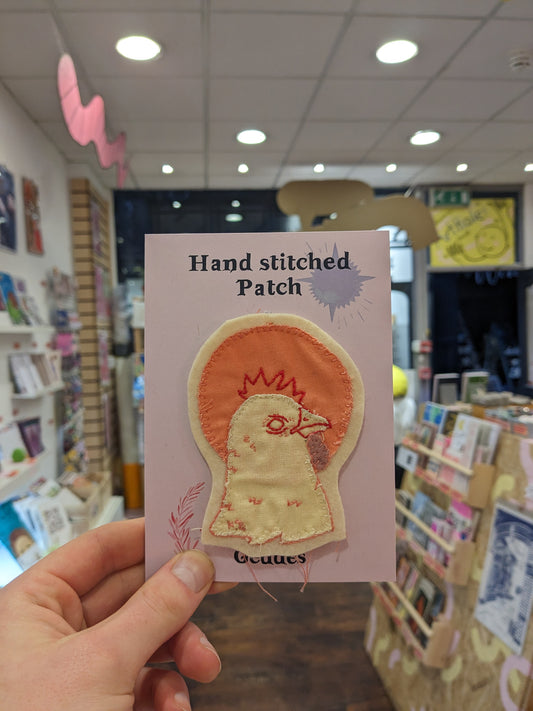 Hand stitched
Patch
Geddes